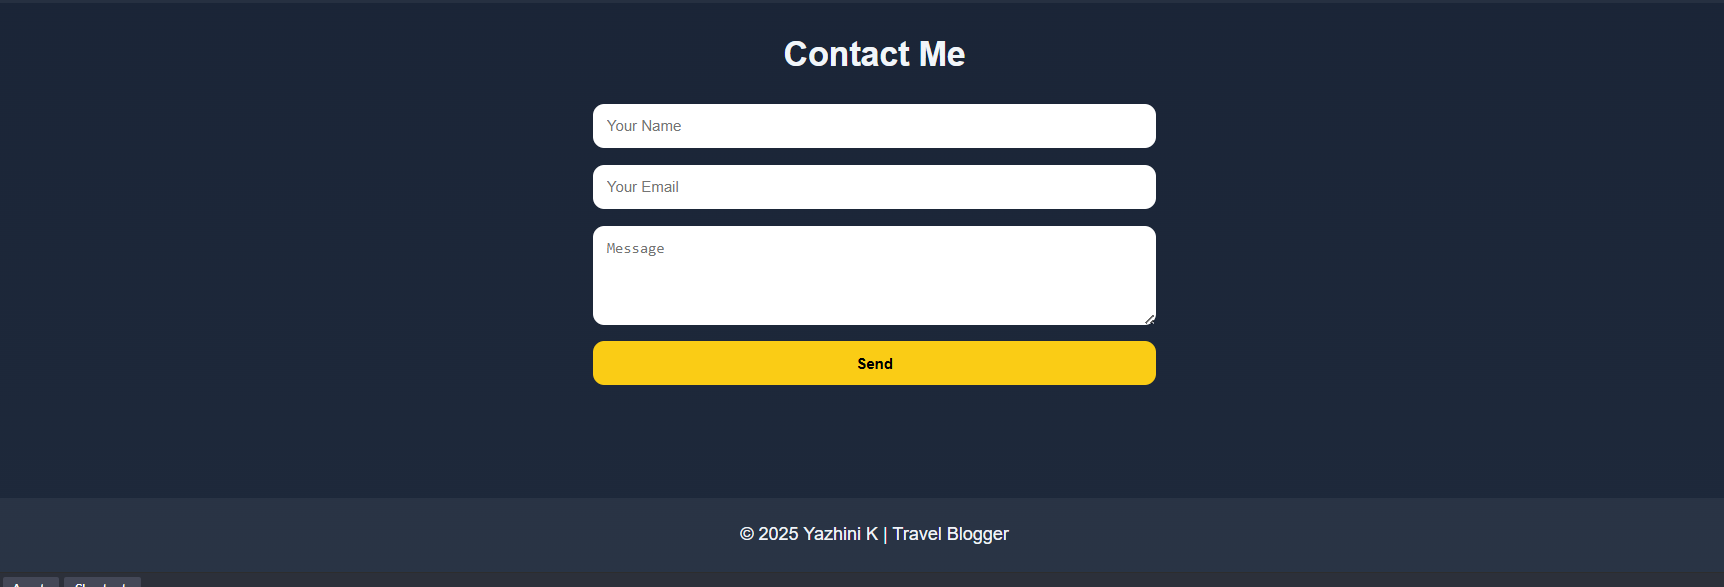 Contact Me
Your Name
Your Email
Message
Send
© 2025 Yazhini K | Travel Blogger